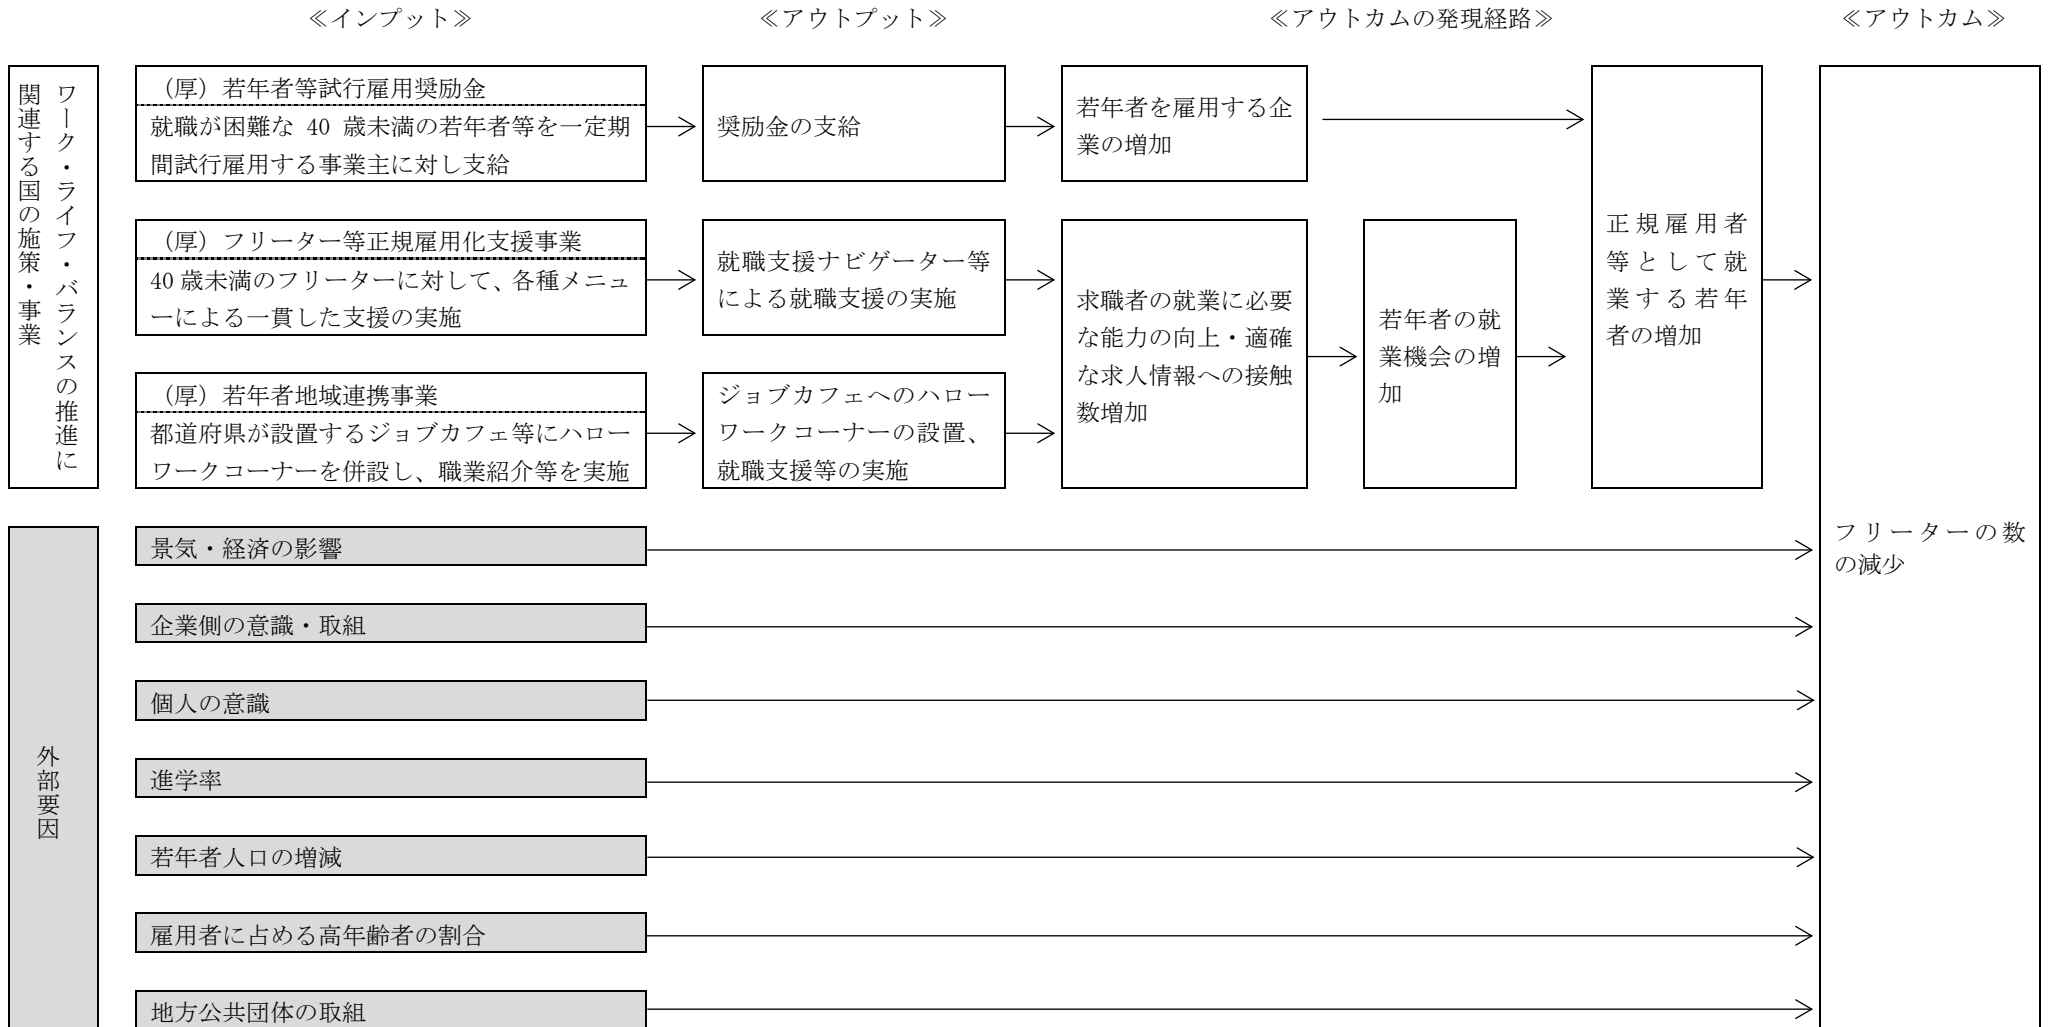 ≪インプット≫
≪アウトプット≫
≪アウトカムの発現経路≫
≪アウトカム≫
ワーク・ライフ・バランスの推進に
関連する国の施策・事業
（厚）若年者等試行雇用奨励金
就職が困難な 40 歳未満の若年者等を一定期
間試行雇用する事業主に対し支給
奨励金の支給
若年者を雇用する企
業の増加
（厚）フリーター等正規雇用化支援事業
40 歳未満のフリーターに対して、各種メニュ
ーによる一貫した支援の実施
就職支援ナビゲーター等
による就職支援の実施
（厚）若年者地域連携事業
都道府県が設置するジョブカフェ等にハロー
ワークコーナーを併設し、職業紹介等を実施
ジョブカフェへのハロー
ワークコーナーの設置、
就職支援等の実施
求職者の就業に必要
な能力の向上・適確
な求人情報への接触
数増加
若年者の就
業機会の増
加
正規雇用者
等として就
業する若年
者の増加
フリーターの数
の減少
外部要因
景気・経済の影響
企業側の意識・取組
個人の意識
進学率
若年者人口の増減
雇用者に占める高年齢者の割合
地方公共団体の取組